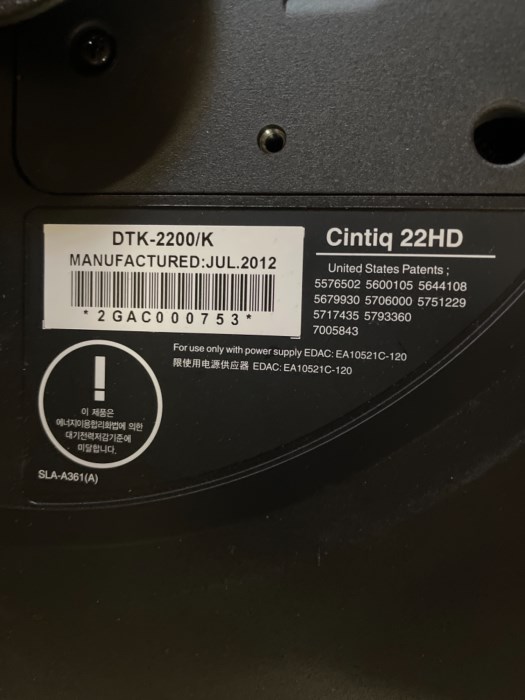 DTK-2200/K
MANUFACTURED:JUL.2012
*2GAC000753*
Cintiq 22HD
United States Patents ;
5576502 5600105 5644108
5679930 5706000 5751229
5717435 5793360
7005843
For use only with power supply EDAC: EA10521C-120
限使用电源供应器 EDAC: EA10521C-120
!
이 제품은
에너지이용합리화법에 의한
대기전력저감기준에
미달합니다.
SLA-A361(A)